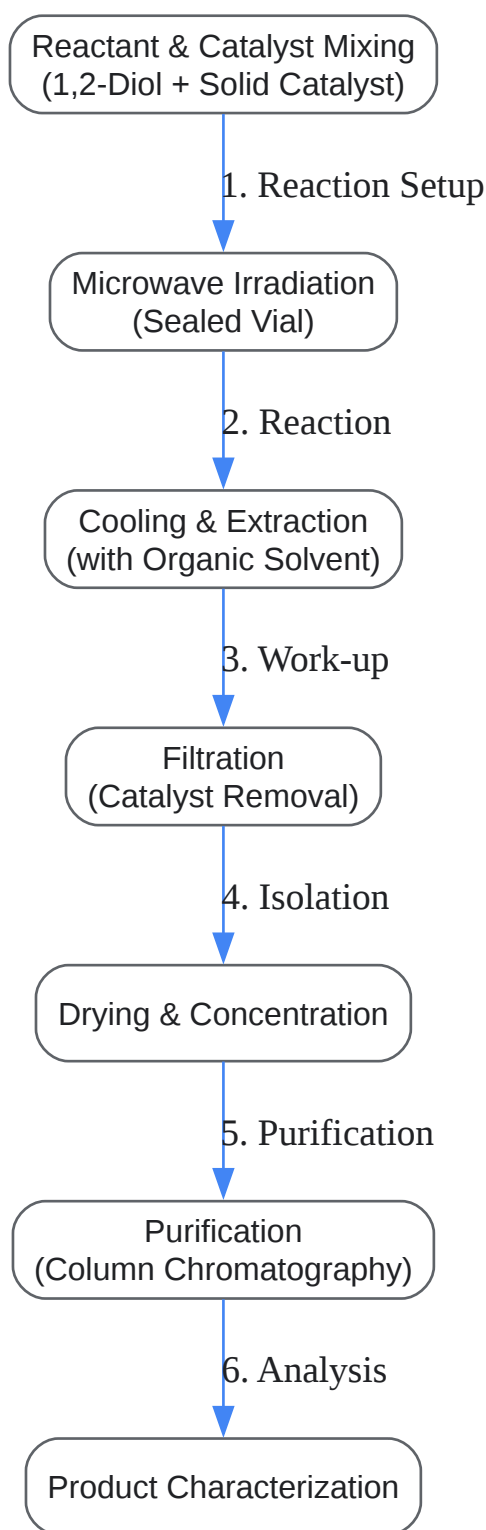 Reactant & Catalyst Mixing
(1,2-Diol + Solid Catalyst)
1. Reaction Setup
Microwave Irradiation
(Sealed Vial)
2. Reaction
Cooling & Extraction
(with Organic Solvent)
3. Work-up
Filtration
(Catalyst Removal)
4. Isolation
Drying & Concentration
5. Purification
Purification
(Column Chromatography)
6. Analysis
Product Characterization